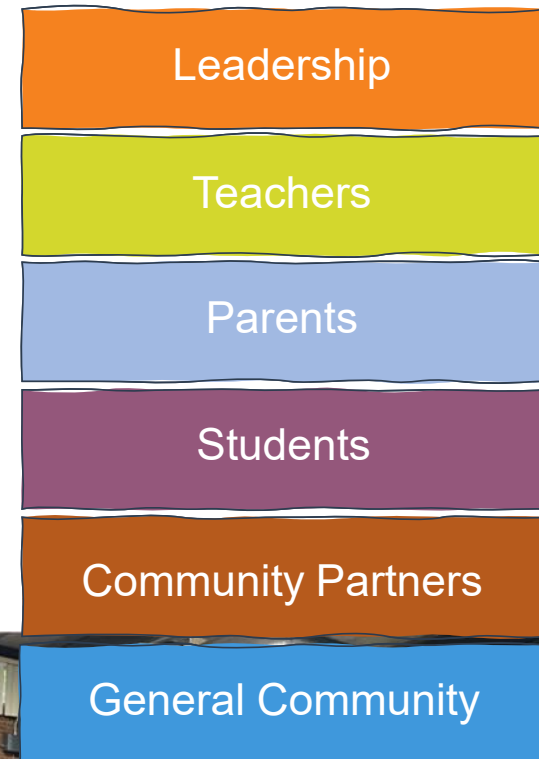 Leadership
Teachers
Parents
Students
Community Partners
General Community